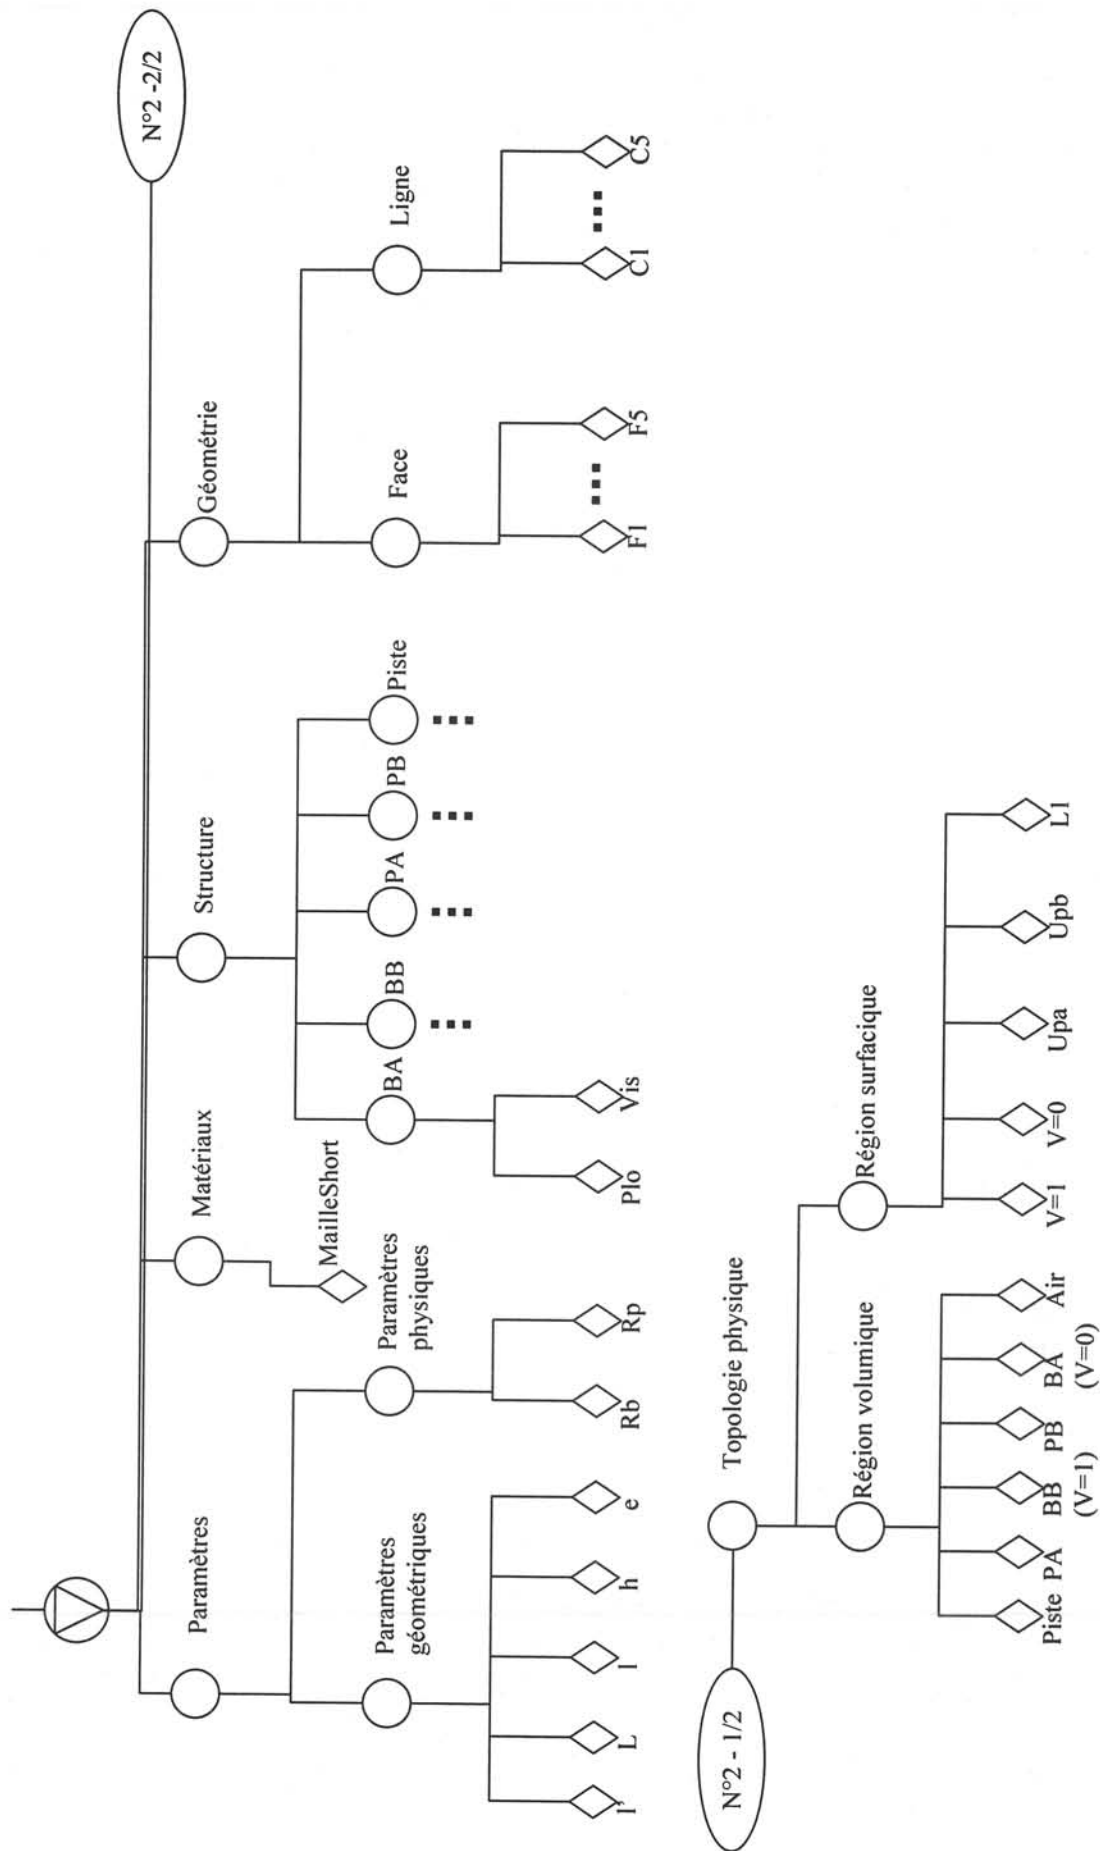 N°2 -2/2
Paramètres
Matériaux
Structure
Géométrie
MailleShort
Paramètres
géométriques
Paramètres
physiques
BA
BB
PA
PB
Piste
Face
Ligne
l'
L
l
h
e
Rb
Rp
Plo
Vis
F1
F5
C1
C5
N°2 - 1/2
Topologie physique
Région volumique
Région surfacique
Piste
PA
BB
(V=1)
PB
BA
(V=0)
Air
V=1
V=0
Upa
Upb
L1